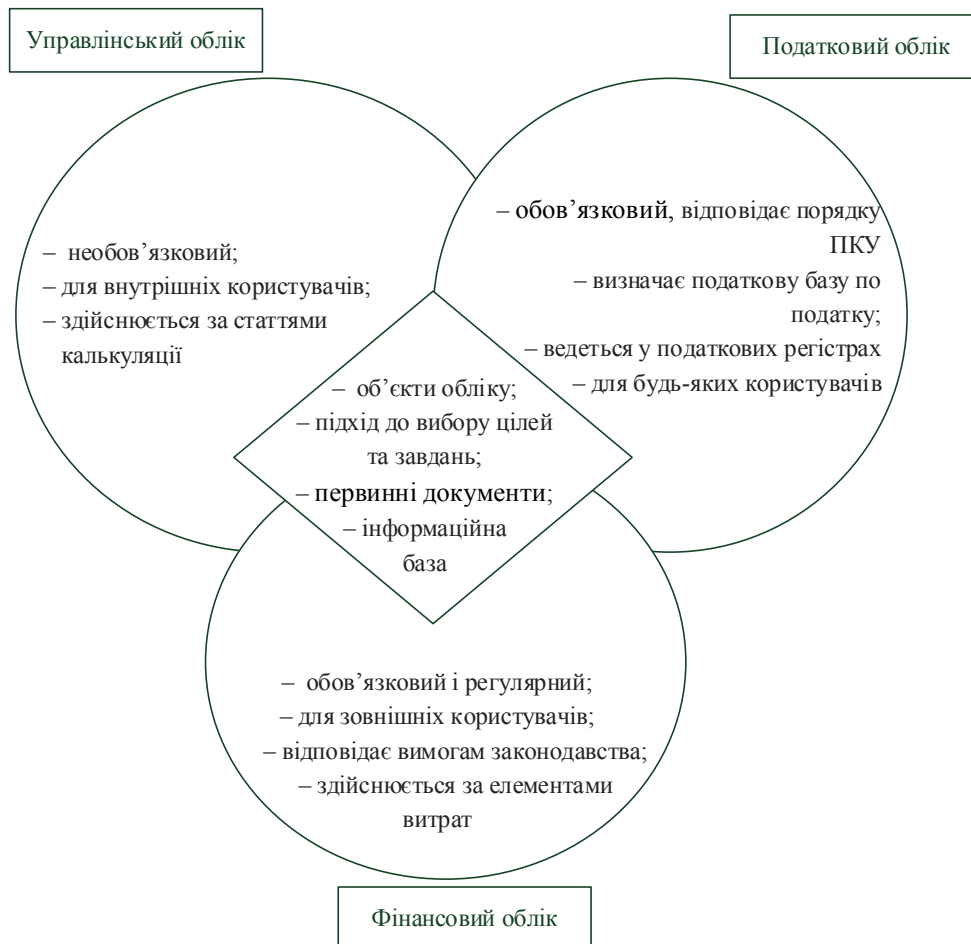 Управлінський облік
Податковий облік
– необов’язковий;
– для внутрішніх користувачів;
– здійснюється за статтями
калькуляції
– обов’язковий, відповідає порядку
ПКУ
– визначає податкову базу по
податку;
– ведеться у податкових регістрах
– для будь-яких користувачів
– об’єкти обліку;
– підхід до вибору цілей
та завдань;
– первинні документи;
– інформаційна
база
– обов’язковий і регулярний;
– для зовнішніх користувачів;
– відповідає вимогам законодавства;
– здійснюється за елементами
витрат
Фінансовий облік